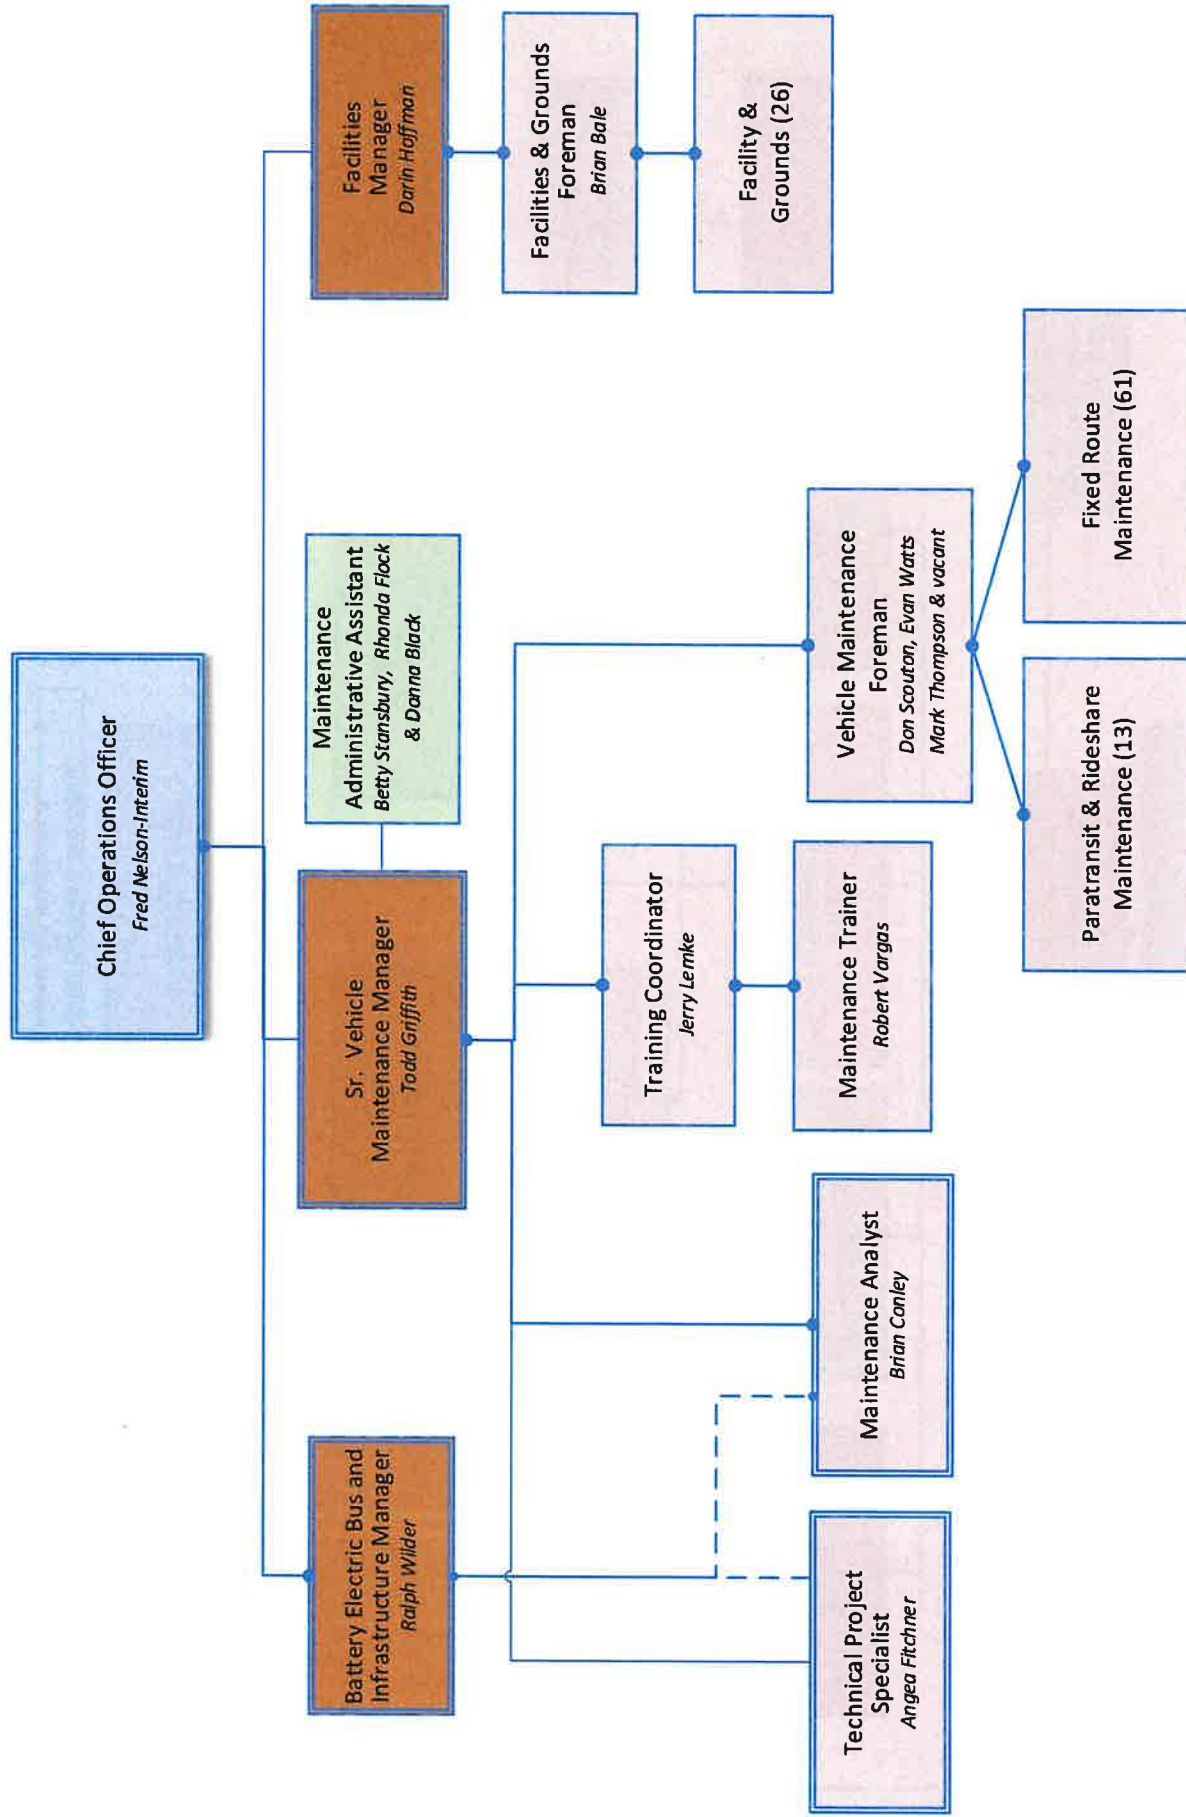 Chief Operations Officer
Fred Nelson-Interim
Battery Electric Bus and
Infrastructure Manager
Ralph Wilder
Sr. Vehicle
Maintenance Manager
Todd Griffith
Maintenance
Administrative Assistant
Betty Stansbury, Rhonda Flock
& Danna Black
Facilities
Manager
Darin Hoffman
Facilities & Grounds
Foreman
Brian Bale
Facility &
Grounds (26)
Training Coordinator
Jerry Lemke
Maintenance Trainer
Robert Vargas
Technical Project
Specialist
Angea Fitchner
Maintenance Analyst
Brian Conley
Vehicle Maintenance
Foreman
Don Scouton, Evan Watts
Mark Thompson & vacant
Paratransit & Rideshare
Maintenance (13)
Fixed Route
Maintenance (61)